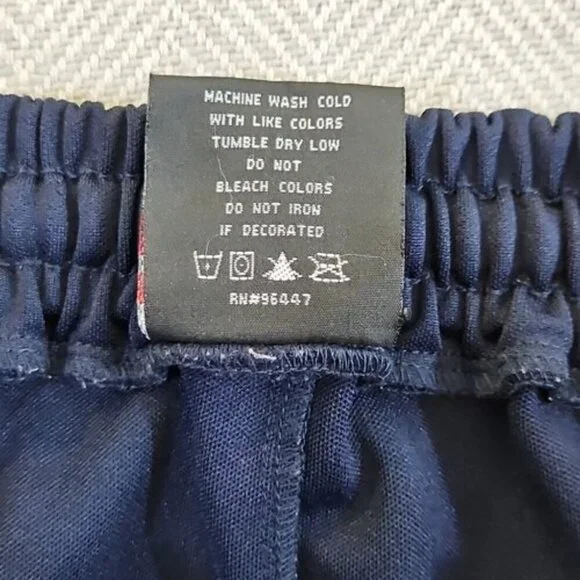 MACHINE WASH COLD
WITH LIKE COLORS
TUMBLE DRY LOW
DO NOT
BLEACH COLORS
DO NOT IRON
IF DECORATED
RN#96447